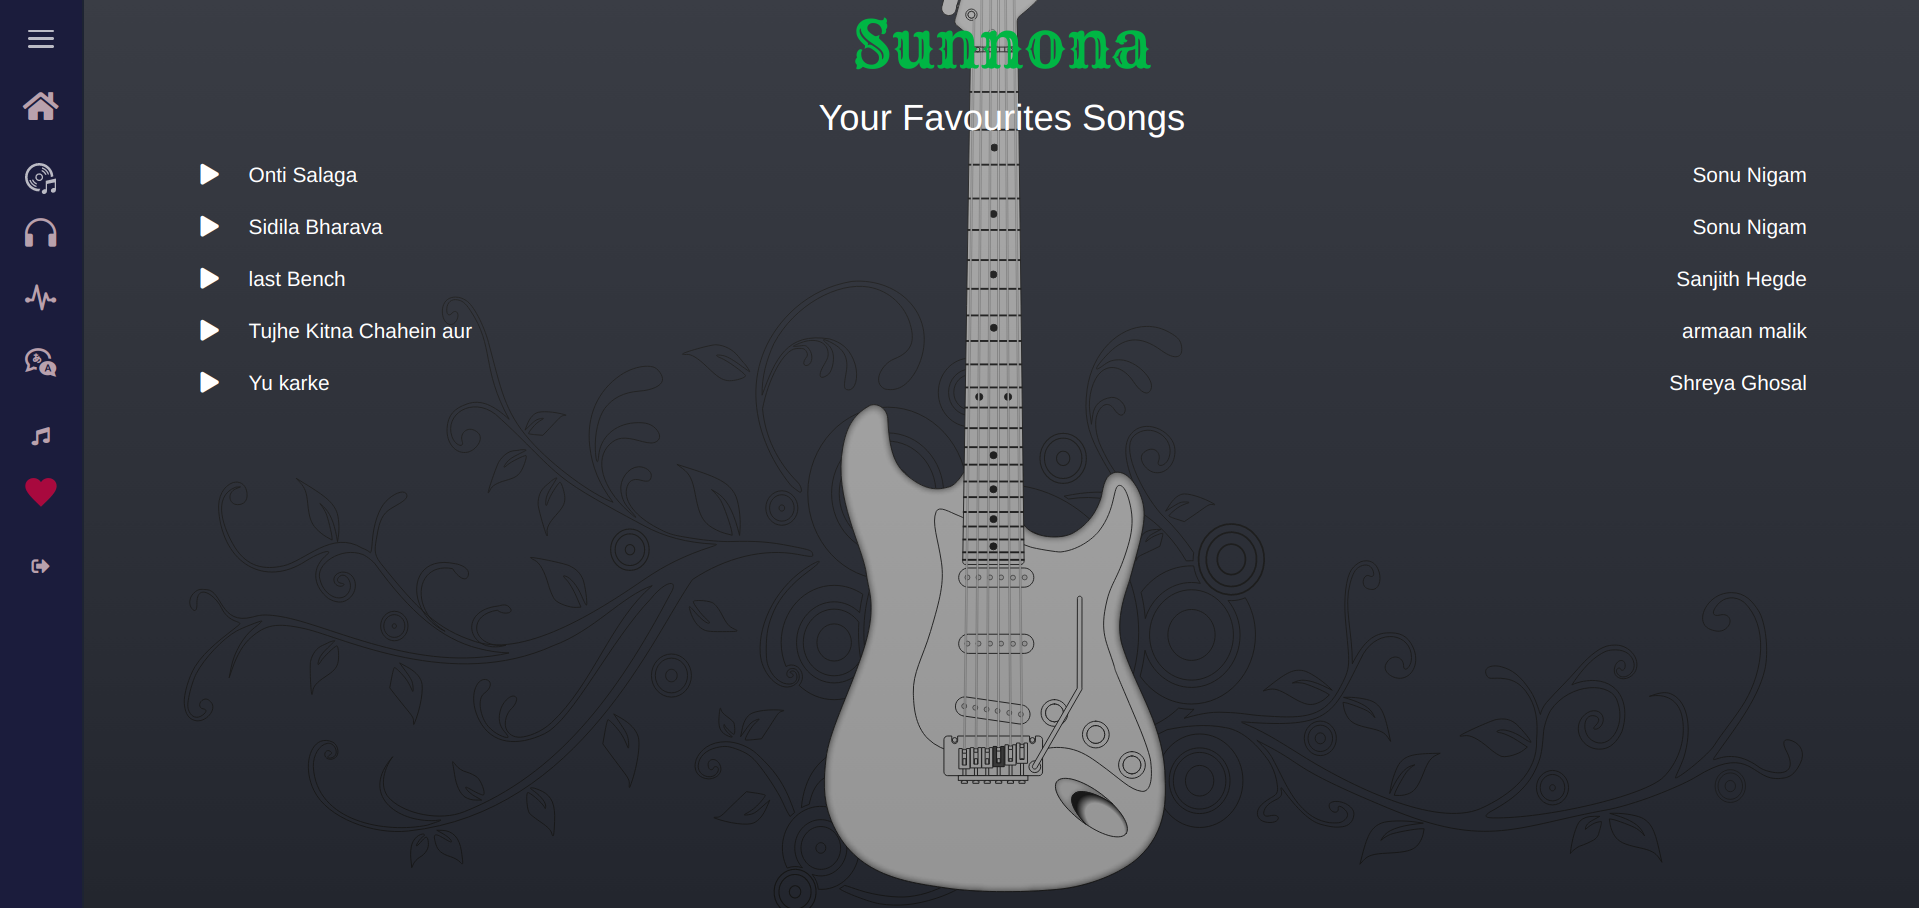 Sunnona
Your Favourites Songs
Onti Salaga Sonu Nigam
Sidila Bharava Sonu Nigam
last Bench Sanjith Hegde
Tujhe Kitna Chahein aur armaan malik
Yu karke Shreya Ghosal